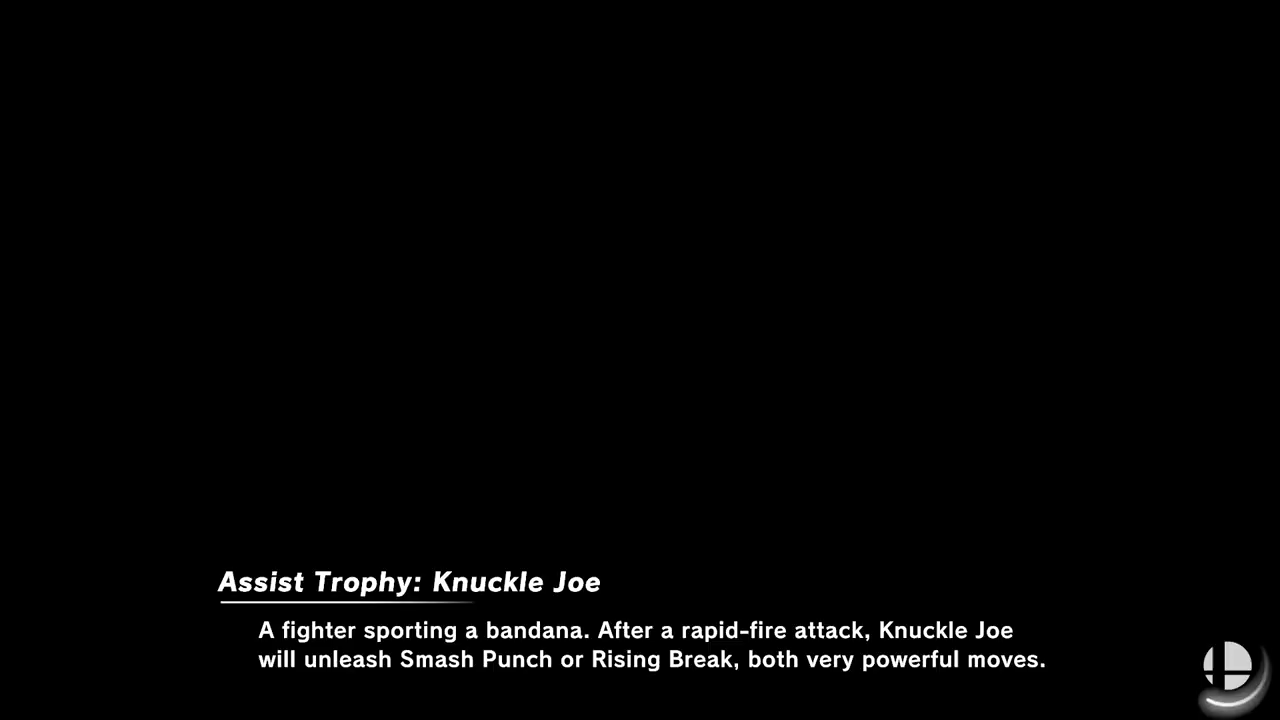 Assist Trophy: Knuckle Joe
A fighter sporting a bandana. After a rapid-fire attack, Knuckle Joe
will unleash Smash Punch or Rising Break, both very powerful moves.